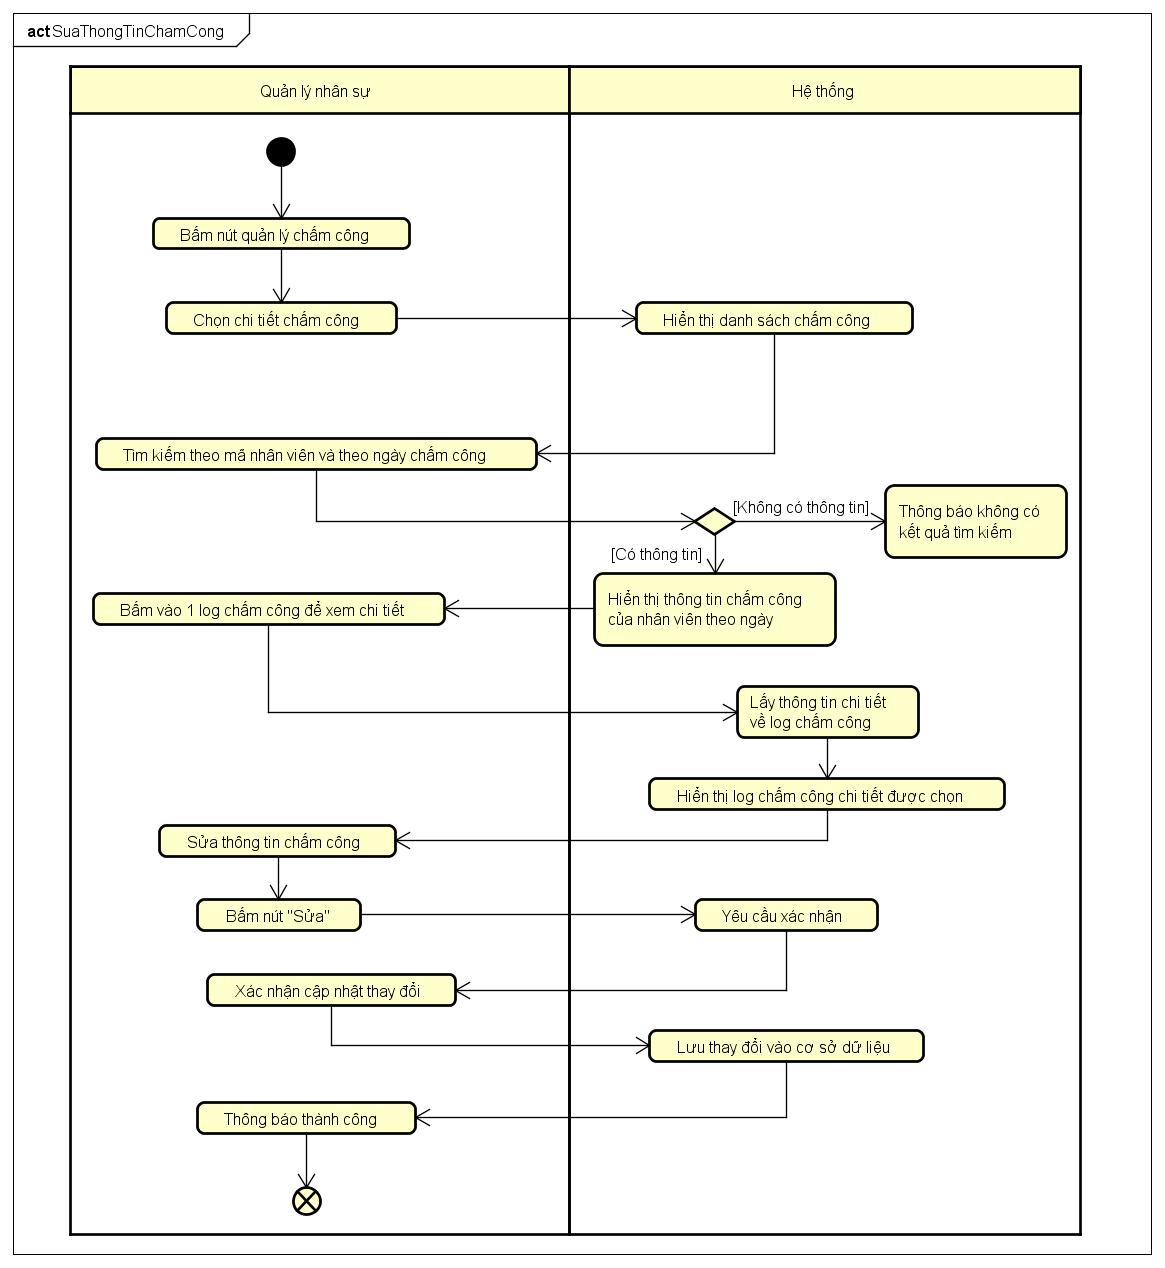 act SuaThongTinChamCong
Quản lý nhân sự
Hệ thống
Bấm nút quản lý chấm công
Chọn chi tiết chấm công
Hiển thị danh sách chấm công
Tìm kiếm theo mã nhân viên và theo ngày chấm công
[Không có thông tin]
Thông báo không có
kết quả tìm kiếm
[Có thông tin]
Hiển thị thông tin chấm công
của nhân viên theo ngày
Bấm vào 1 log chấm công để xem chi tiết
Lấy thông tin chi tiết
về log chấm công
Hiển thị log chấm công chi tiết được chọn
Sửa thông tin chấm công
Bấm nút "Sửa"
Yêu cầu xác nhận
Xác nhận cập nhật thay đổi
Lưu thay đổi vào cơ sở dữ liệu
Thông báo thành công